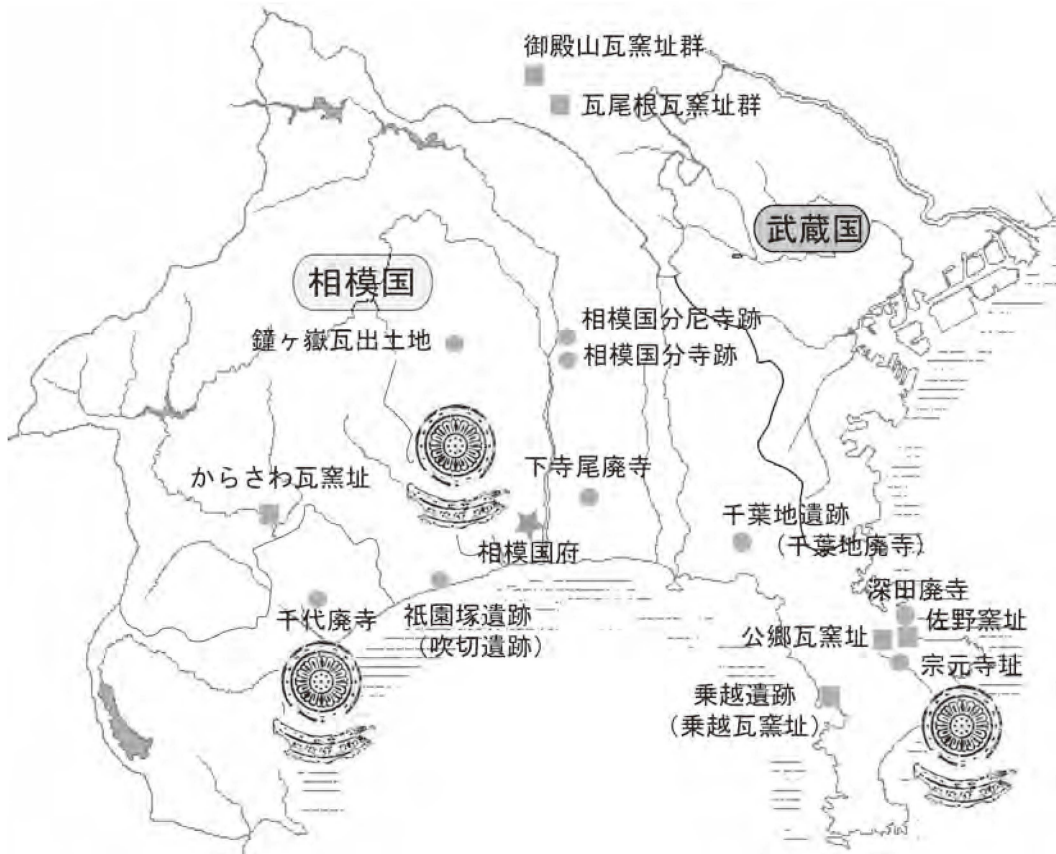 御殿山瓦窯址群
瓦尾根瓦窯址群
武蔵国
相模国
相模国分尼寺跡
鐘ヶ嶽瓦出土地
相模国分寺跡
からさわ瓦窯址
下寺尾廃寺
千葉地遺跡
（千葉地廃寺）
相模国府
深田廃寺
千代廃寺
祇園塚遺跡
（吹切遺跡）
佐野窯址
公郷瓦窯址
宗元寺址
乗越遺跡
（乗越瓦窯址）